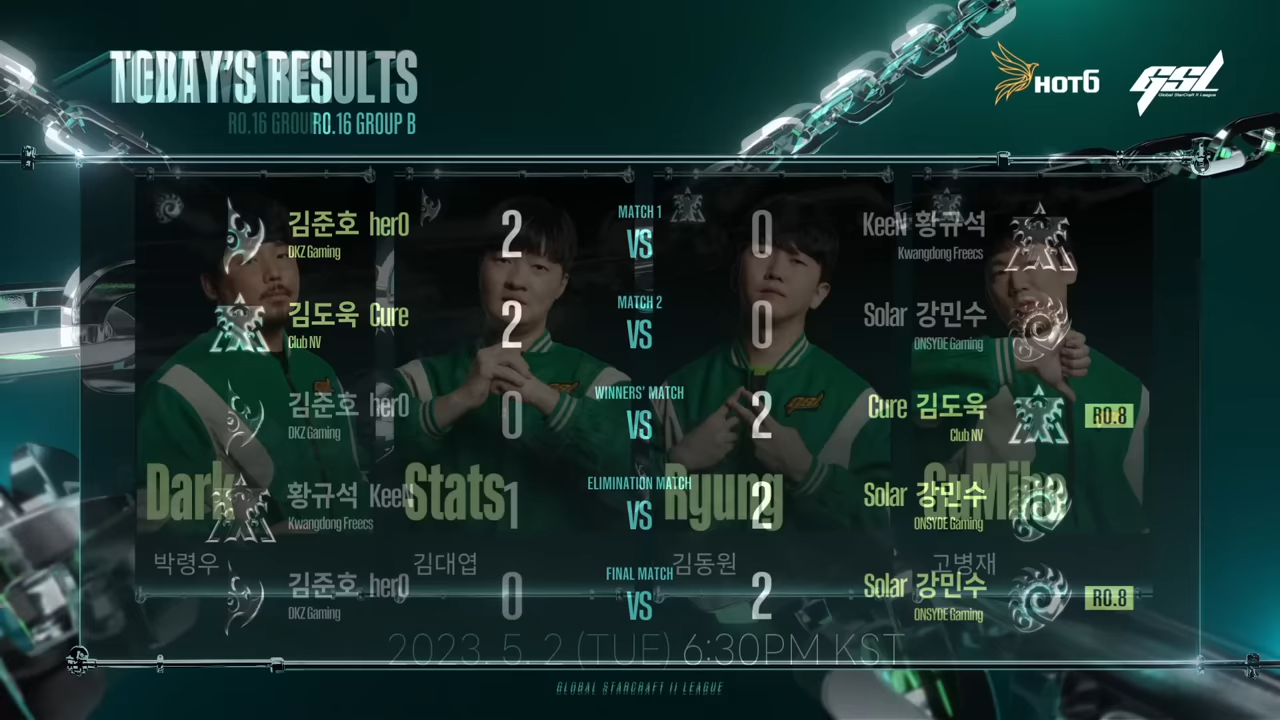 TODAY'S RESULTS
RO.16 GROUP B
HOT6
GSL
Global StarCraft II League
MATCH 1
김준호 herO 2 VS 0 KeeN 황규석
DKZ Gaming Kwangdong Freecs
MATCH 2
김도욱 Cure 2 VS 0 Solar 강민수
Club NV ONSYDE Gaming
WINNERS' MATCH
김준호 herO 0 VS 2 Cure 김도욱 RO.8
DKZ Gaming Club NV
ELIMINATION MATCH
황규석 KeeN 1 VS 2 Solar 강민수
Kwangdong Freecs ONSYDE Gaming
FINAL MATCH
김준호 herO 0 VS 2 Solar 강민수 RO.8
DKZ Gaming ONSYDE Gaming
Dark Stats Ryung GuMiho
박령우 김대엽 김동원 고병재
2023. 5. 2 (TUE) 6:30PM KST
GLOBAL STARCRAFT II LEAGUE